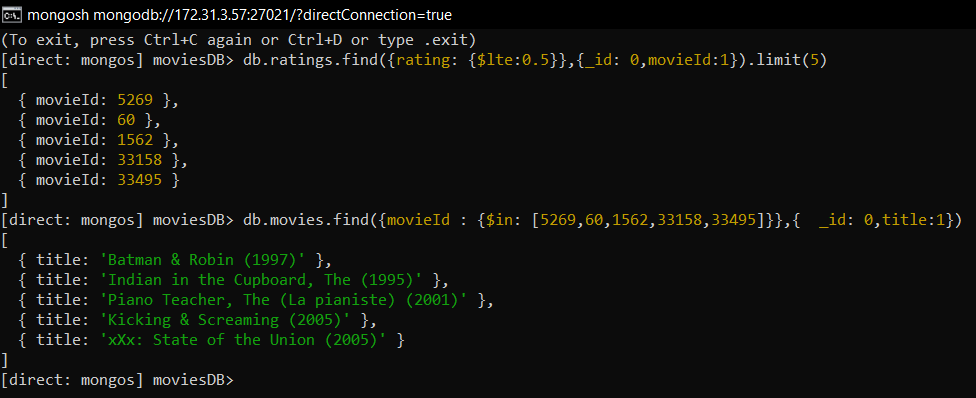 mongosh mongodb://172.31.3.57:27021/?directConnection=true
(To exit, press Ctrl+C again or Ctrl+D or type .exit)
[direct: mongos] moviesDB> db.ratings.find({rating: {$lte:0.5}},{_id: 0,movieId:1}).limit(5)
[
  { movieId: 5269 },
  { movieId: 60 },
  { movieId: 1562 },
  { movieId: 33158 },
  { movieId: 33495 }
]
[direct: mongos] moviesDB> db.movies.find({movieId : {$in: [5269,60,1562,33158,33495]}},{  _id: 0,title:1})
[
  { title: 'Batman & Robin (1997)' },
  { title: 'Indian in the Cupboard, The (1995)' },
  { title: 'Piano Teacher, The (La pianiste) (2001)' },
  { title: 'Kicking & Screaming (2005)' },
  { title: 'xXx: State of the Union (2005)' }
]
[direct: mongos] moviesDB>